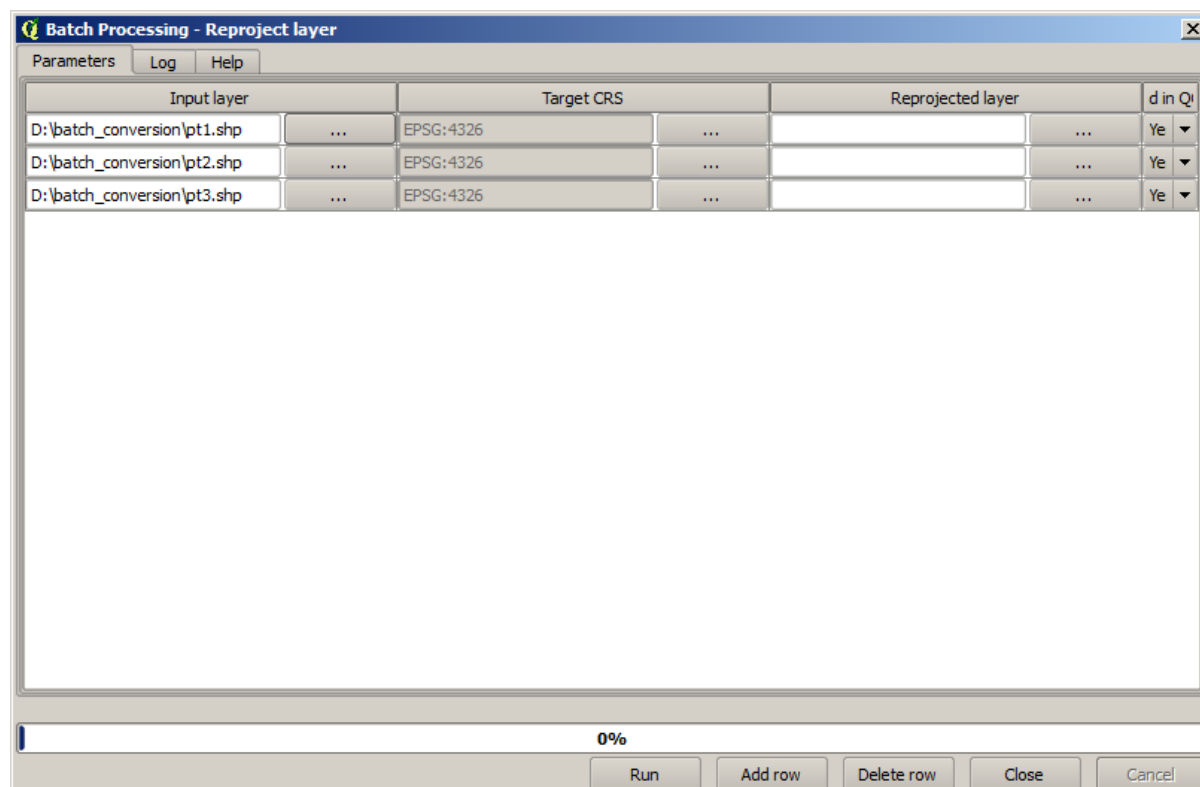 Batch Processing - Reproject layer
Parameters Log Help
Input layer Target CRS Reprojected layer d in Q
D:\batch_conversion\pt1.shp ... EPSG:4326 ... ... Ye
D:\batch_conversion\pt2.shp ... EPSG:4326 ... ... Ye
D:\batch_conversion\pt3.shp ... EPSG:4326 ... ... Ye
0%
Run Add row Delete row Close Cancel